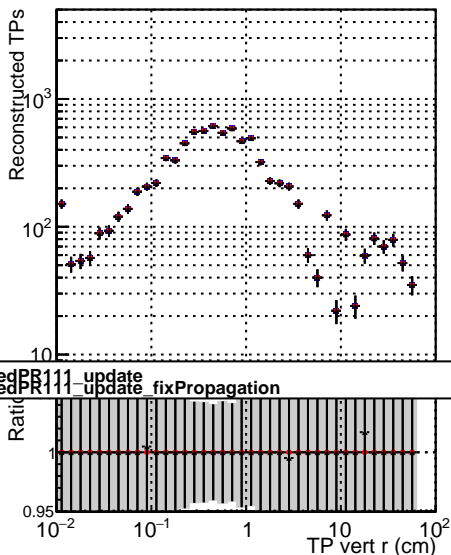 Reconstructed TPs
10³
10²
10
edPR111_update
edPR111_update_fixPropagation
Ratio
1
0.95
10⁻² 10⁻¹ 1 10 10²
TP vert r (cm)